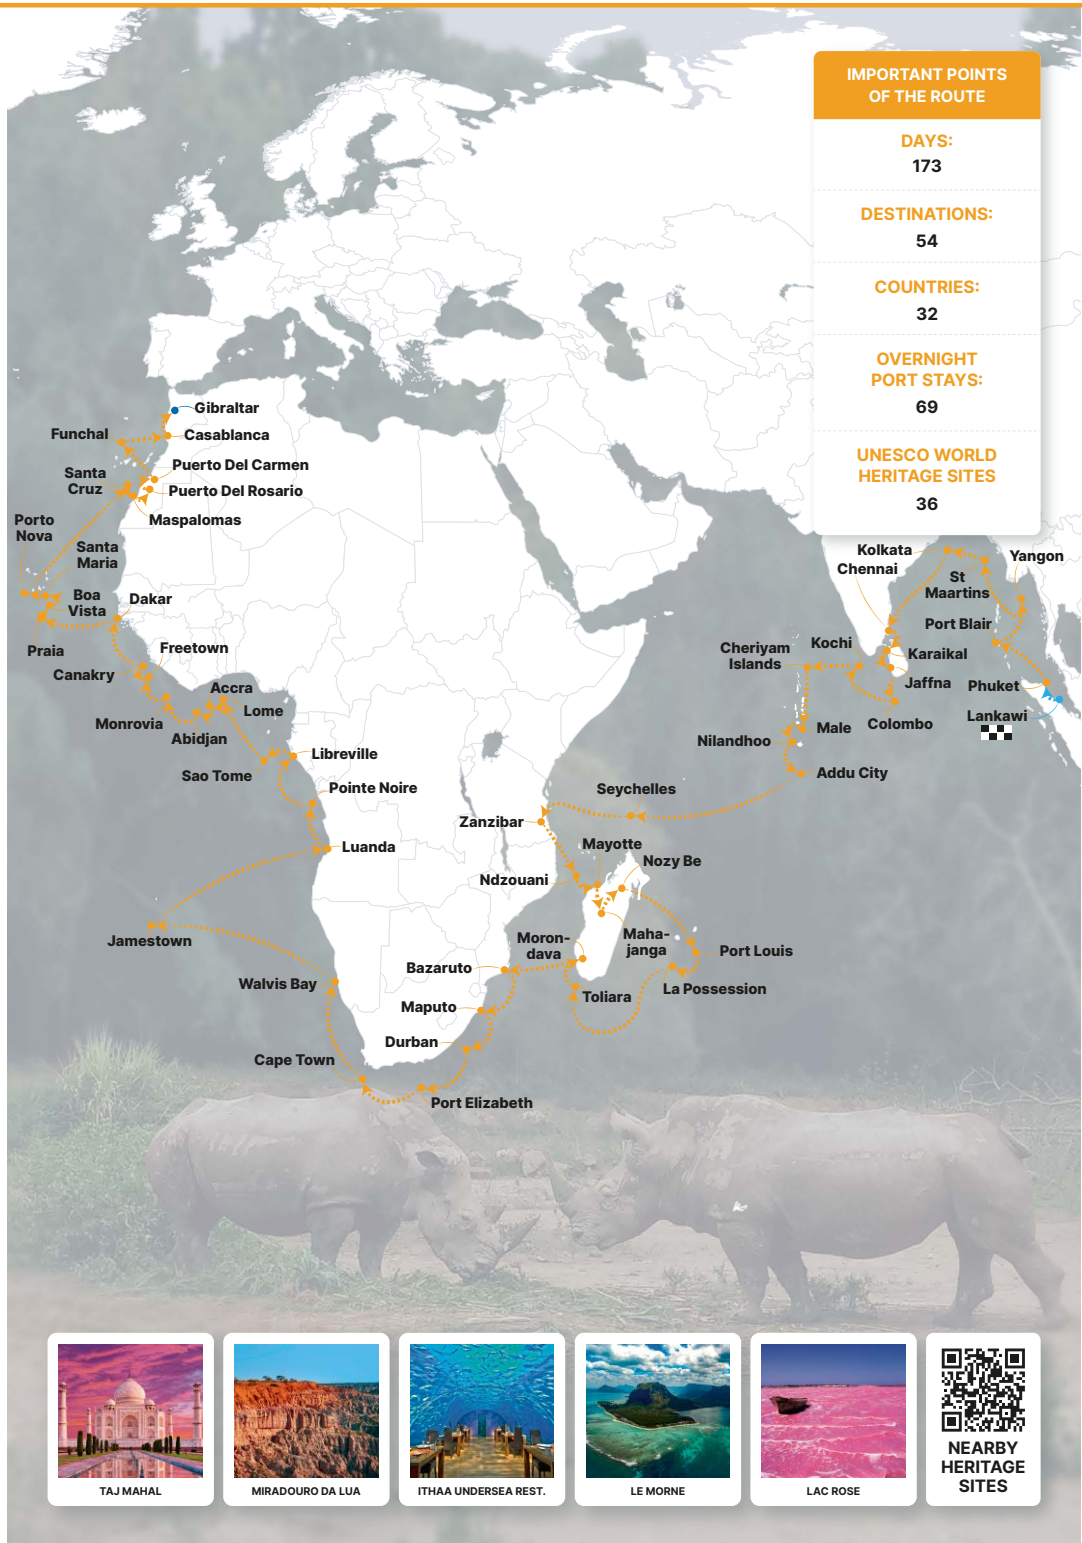 IMPORTANT POINTS
OF THE ROUTE
DAYS:
173
DESTINATIONS:
54
COUNTRIES:
32
OVERNIGHT
PORT STAYS:
69
UNESCO WORLD
HERITAGE SITES
36
Gibraltar
Funchal
Casablanca
Puerto Del Carmen
Santa
Cruz
Puerto Del Rosario
Maspalomas
Porto
Nova
Santa
Maria
Boa
Vista
Dakar
Praia
Freetown
Canakry
Accra
Lome
Monrovia
Abidjan
Libreville
Sao Tome
Pointe Noire
Luanda
Jamestown
Walvis Bay
Cape Town
Port Elizabeth
Durban
Maputo
Bazaruto
Moron-
dava
Toliara
La Possession
Port Louis
Maha-
janga
Nozy Be
Mayotte
Ndzouani
Zanzibar
Seychelles
Addu City
Nilandhoo
Male
Cheriyam
Islands
Kochi
Colombo
Jaffna
Karaikal
Chennai
Kolkata
St
Maartins
Yangon
Port Blair
Phuket
Lankawi
TAJ MAHAL
MIRADOURO DA LUA
ITHAA UNDERSEA REST.
LE MORNE
LAC ROSE
NEARBY
HERITAGE
SITES